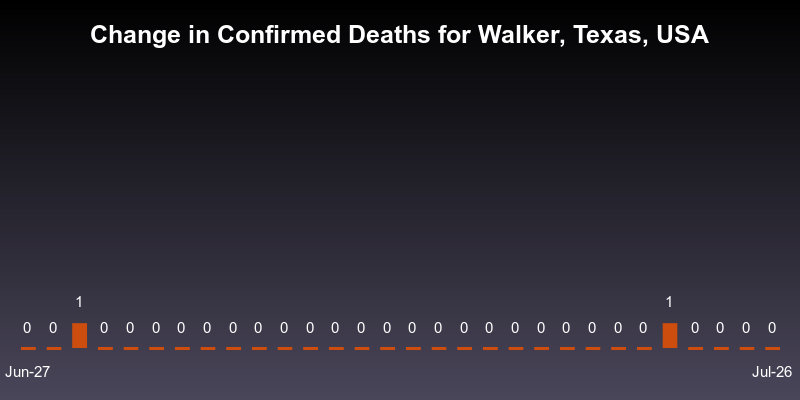 Change in Confirmed Deaths for Walker, Texas, USA
1 1
0 0 0 0 0 0 0 0 0 0 0 0 0 0 0 0 0 0 0 0 0 0 0 0 0 0 0 0
Jun-27 Jul-26